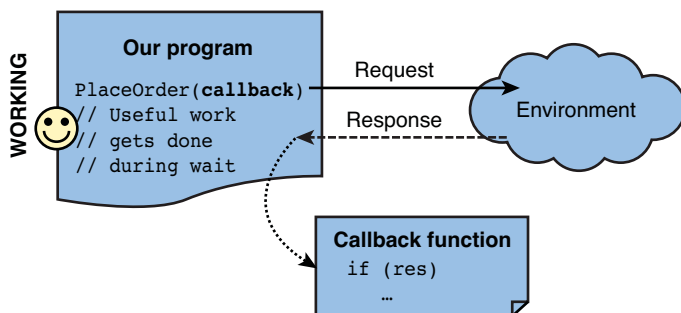 Our program
WORKING
PlaceOrder(callback)
// Useful work
// gets done
// during wait
Request
Response
Environment
Callback function
if (res)
…